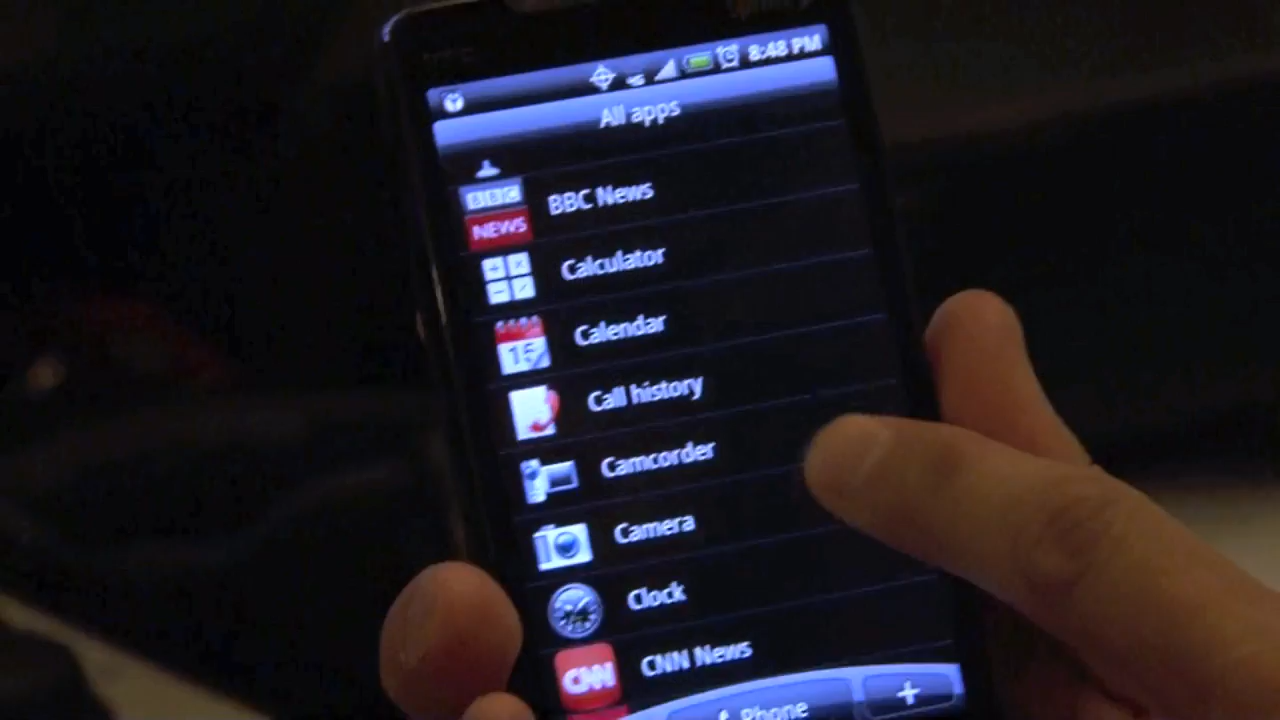 8:48 PM
All apps
BBC
NEWS
BBC News
Calculator
15
Calendar
Call history
Camcorder
Camera
Clock
CNN
CNN News
Phone
+